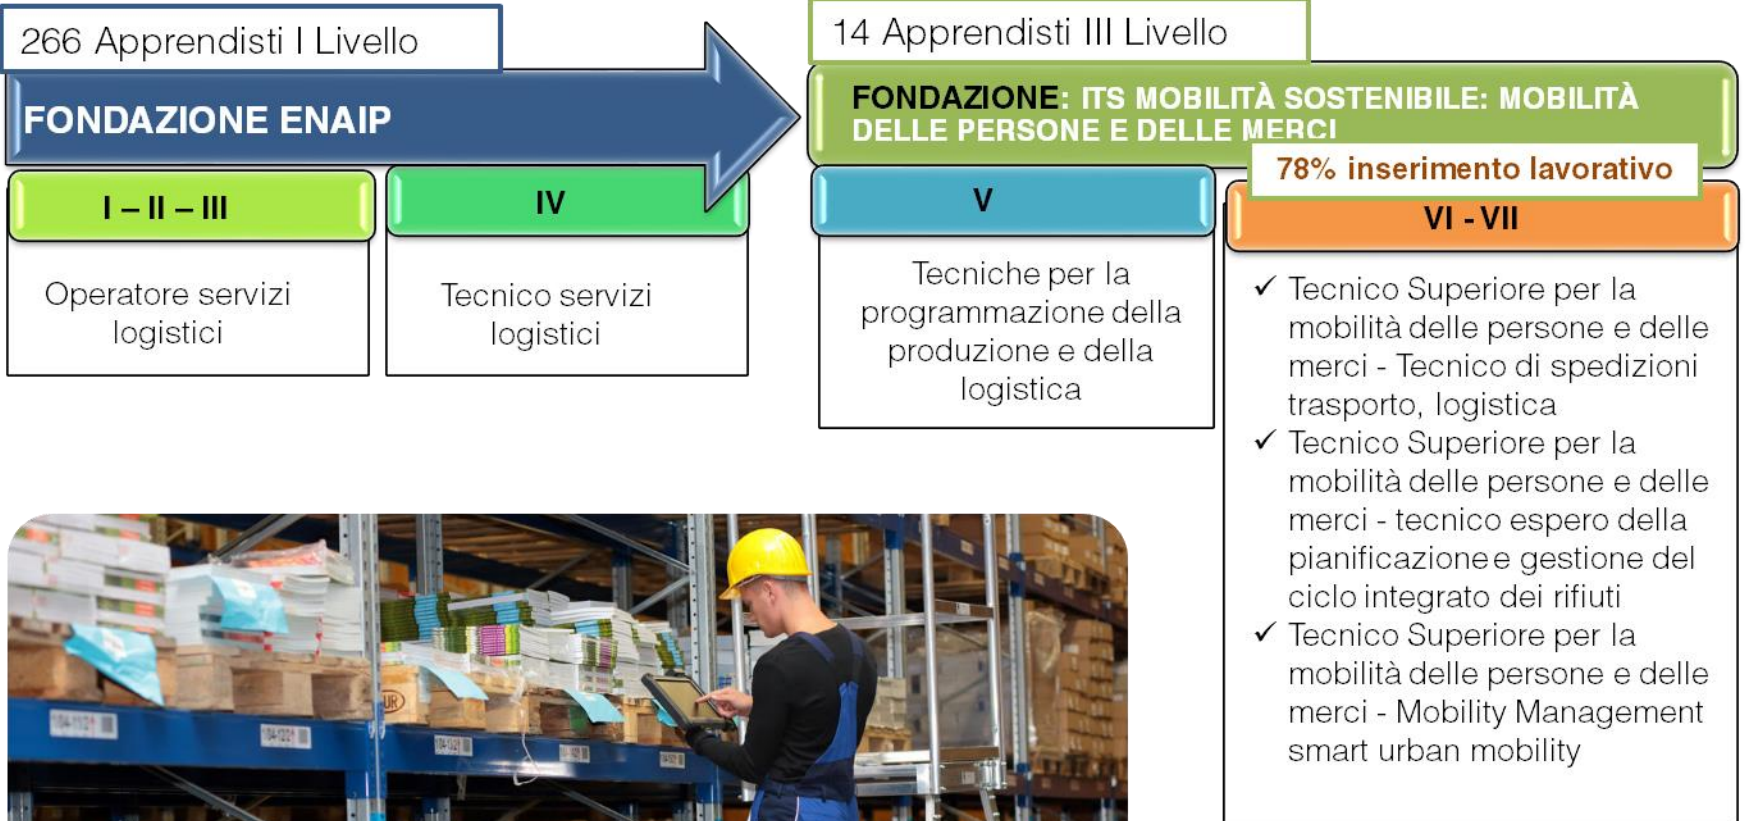 266 Apprendisti I Livello
14 Apprendisti III Livello
FONDAZIONE ENAIP
FONDAZIONE: ITS MOBILITÀ SOSTENIBILE: MOBILITÀ
DELLE PERSONE E DELLE MERCI
78% inserimento lavorativo
I – II – III
IV
V
VI - VII
Operatore servizi
logistici
Tecnico servizi
logistici
Tecniche per la
programmazione della
produzione e della
logistica
✓ Tecnico Superiore per la
mobilità delle persone e delle
merci - Tecnico di spedizioni
trasporto, logistica
✓ Tecnico Superiore per la
mobilità delle persone e delle
merci - tecnico espero della
pianificazione e gestione del
ciclo integrato dei rifiuti
✓ Tecnico Superiore per la
mobilità delle persone e delle
merci - Mobility Management
smart urban mobility